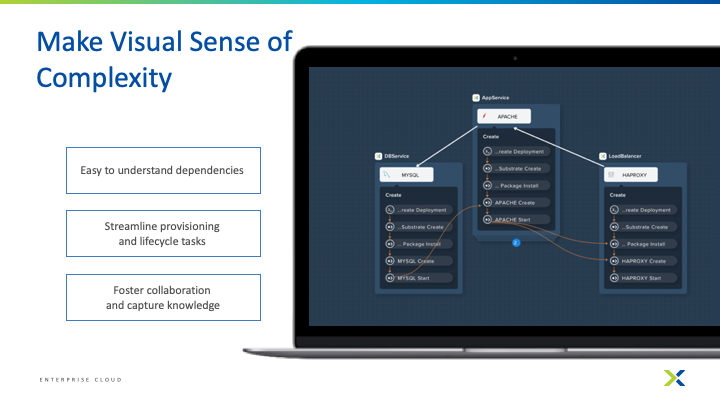 Make Visual Sense of
Complexity
Easy to understand dependencies
Streamline provisioning
and lifecycle tasks
Foster collaboration
and capture knowledge
DBService
MYSQL
Create
...reate Deployment
...Substrate Create
... Package Install
MYSQL Create
MYSQL Start
AppService
APACHE
Create
...reate Deployment
...Substrate Create
... Package Install
APACHE Create
APACHE Start
LoadBalancer
HAPROXY
Create
...reate Deployment
...Substrate Create
... Package Install
HAPROXY Create
HAPROXY Start
ENTERPRISE CLOUD